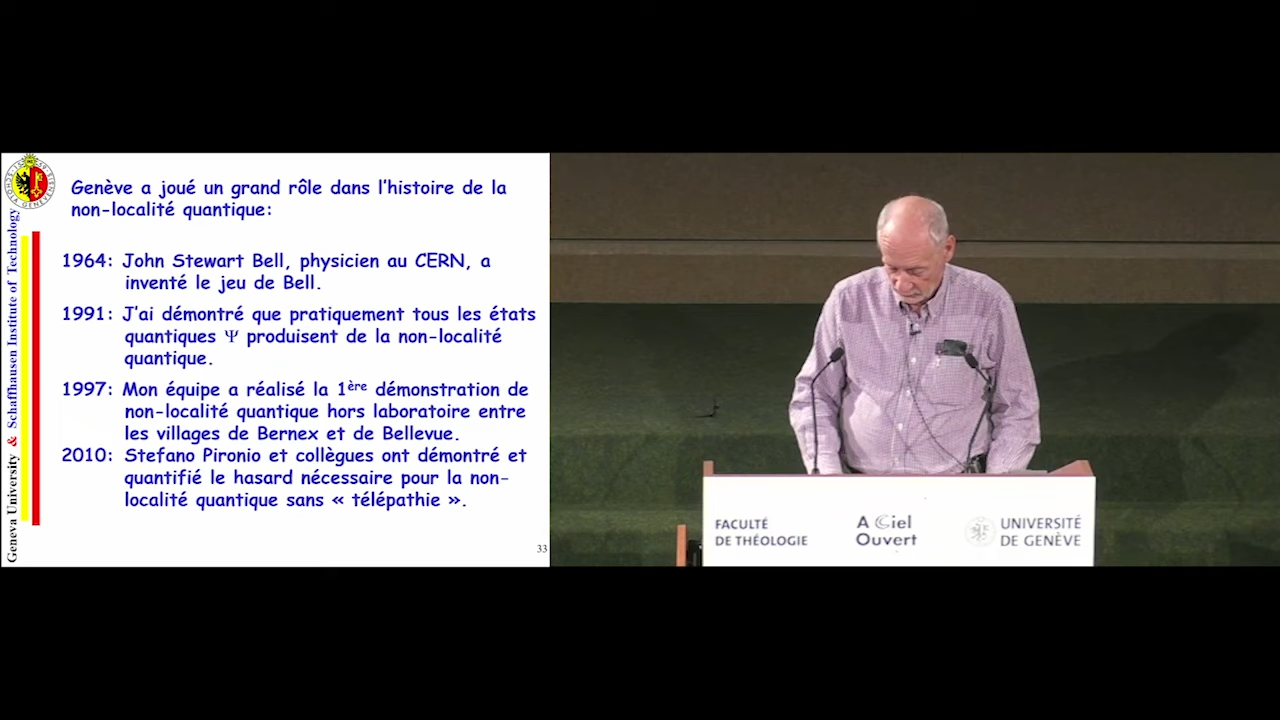 Genève a joué un grand rôle dans l'histoire de la
non-localité quantique:
1964: John Stewart Bell, physicien au CERN, a
inventé le jeu de Bell.
1991: J'ai démontré que pratiquement tous les états
quantiques Ψ produisent de la non-localité
quantique.
1997: Mon équipe a réalisé la 1ère démonstration de
non-localité quantique hors laboratoire entre
les villages de Bernex et de Bellevue.
2010: Stefano Pironio et collègues ont démontré et
quantifié le hasard nécessaire pour la non-
localité quantique sans « télépathie ».
33
Geneva University & Schaffhausen Institute of Technology
FACULTÉ
DE THÉOLOGIE
A Ciel
Ouvert
UNIVERSITÉ
DE GENÈVE